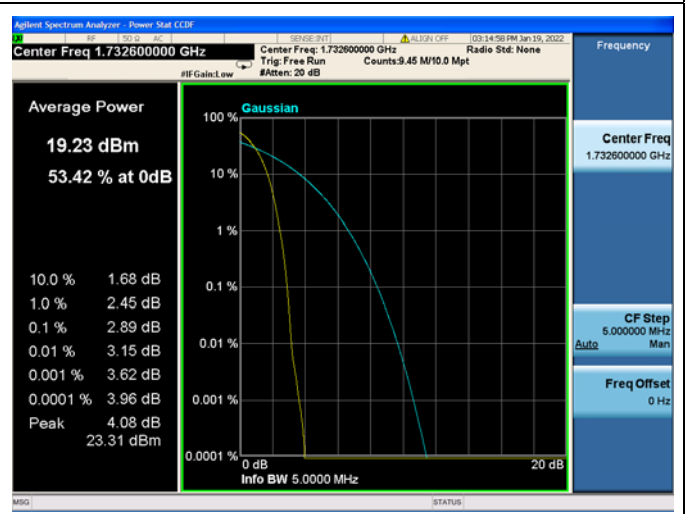 Agilent Spectrum Analyzer - Power Stat CCDF
RF 50 Ω AC SENSE:INT ALIGN OFF 03:14:58 PM Jan 19, 2022
Center Freq 1.732600000 GHz
Center Freq: 1.732600000 GHz Radio Std: None
Trig: Free Run Counts:9.45 M/10.0 Mpt
#IFGain:Low #Atten: 20 dB
Frequency
Average Power
19.23 dBm
53.42 % at 0dB
10.0 % 1.68 dB
1.0 % 2.45 dB
0.1 % 2.89 dB
0.01 % 3.15 dB
0.001 % 3.62 dB
0.0001 % 3.96 dB
Peak 4.08 dB
23.31 dBm
Gaussian
100 %
10 %
1 %
0.1 %
0.01 %
0.001 %
0.0001 %
0 dB 20 dB
Info BW 5.0000 MHz
Center Freq
1.732600000 GHz
CF Step
5.000000 MHz
Auto Man
Freq Offset
0 Hz
MSG STATUS